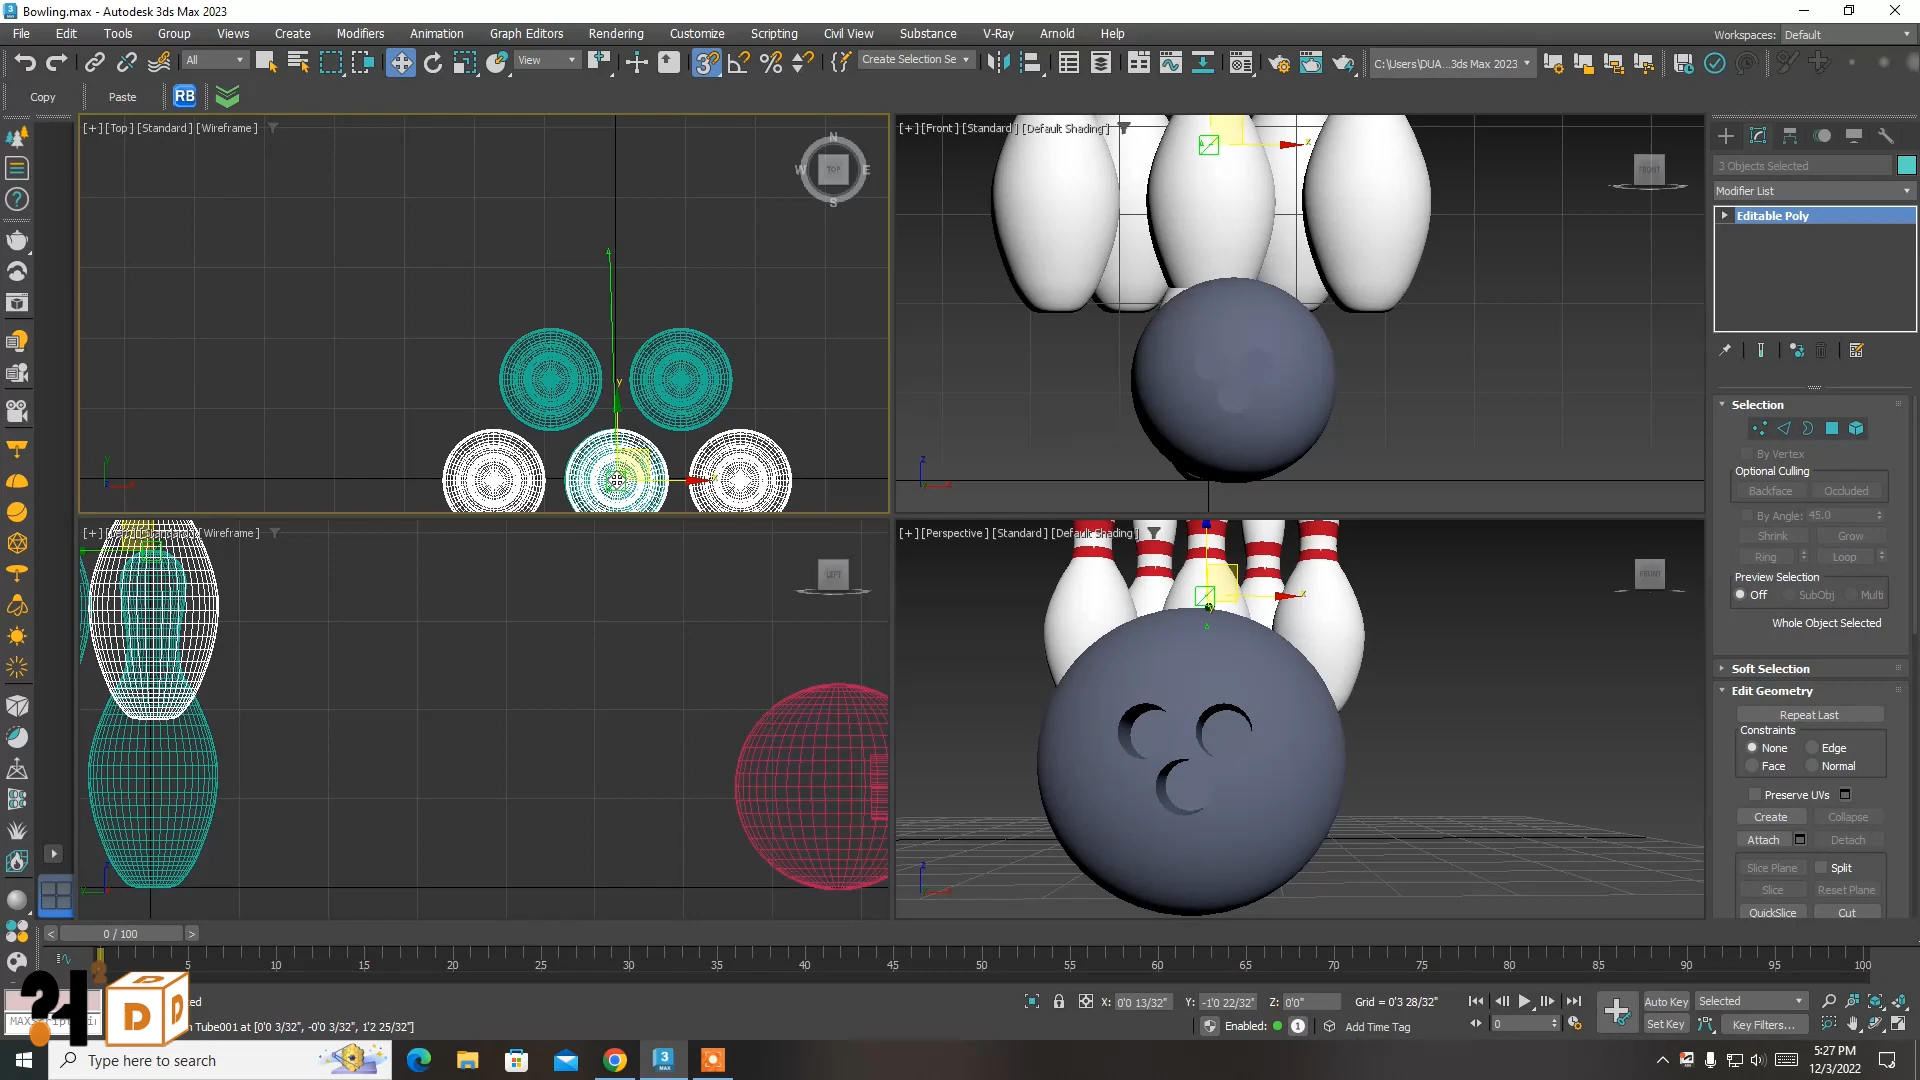 Bowling.max - Autodesk 3ds Max 2023
File Edit Tools Group Views Create Modifiers Animation Graph Editors Rendering Customize Scripting Civil View Substance V-Ray Arnold Help
Workspaces: Default
All
View
Create Selection Se
C:\Users\DUA...3ds Max 2023
Copy Paste RB
[+] [Top] [Standard] [Wireframe]
[+] [Front] [Standard] [Default Shading]
N
W TOP E
S
FRONT
3 Objects Selected
Modifier List
Editable Poly
Selection
By Vertex
Optional Culling
Backface Occluded
By Angle: 45.0
Shrink Grow
Ring Loop
Preview Selection
Off SubObj Multi
Whole Object Selected
Soft Selection
Edit Geometry
Repeat Last
Constraints
None Edge
Face Normal
Preserve UVs
Create Collapse
Attach Detach
Slice Plane Split
Slice Reset Plane
QuickSlice Cut
Wireframe]
LEFT
[+] [Perspective] [Standard] [Default Shading]
FRONT
< 0 / 100 >
5 10 15 20 25 30 35 40 45 50 55 60 65 70 75 80 85 90 95 100
X: 0'0 13/32" Y: -1'0 22/32" Z: 0'0" Grid = 0'3 28/32"
Tube001 at [0'0 3/32", -0'0 3/32", 1'2 25/32"]
Enabled: 1 Add Time Tag
0
Auto Key Selected
Set Key Key Filters...
D D D
Type here to search
3 MAX
5:27 PM
12/3/2022